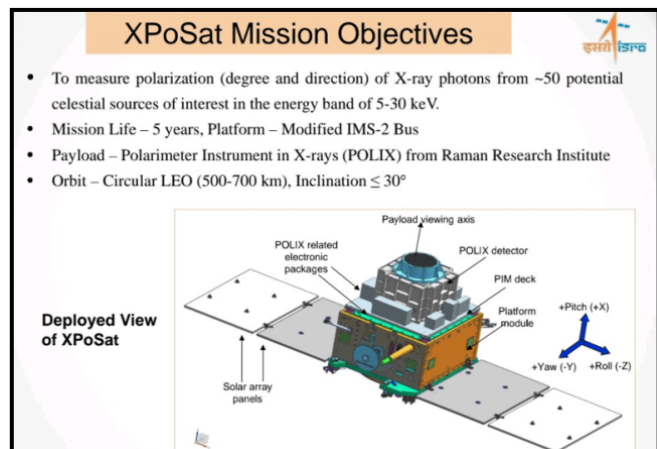 XPoSat Mission Objectives
इसरो isro
• To measure polarization (degree and direction) of X-ray photons from ~50 potential
celestial sources of interest in the energy band of 5-30 keV.
• Mission Life – 5 years, Platform – Modified IMS-2 Bus
• Payload – Polarimeter Instrument in X-rays (POLIX) from Raman Research Institute
• Orbit – Circular LEO (500-700 km), Inclination ≤ 30°
Payload viewing axis
POLIX related
electronic
packages
POLIX detector
PIM deck
Platform
module
+Pitch (+X)
+Yaw (-Y)
+Roll (-Z)
Deployed View
of XPoSat
Solar array
panels